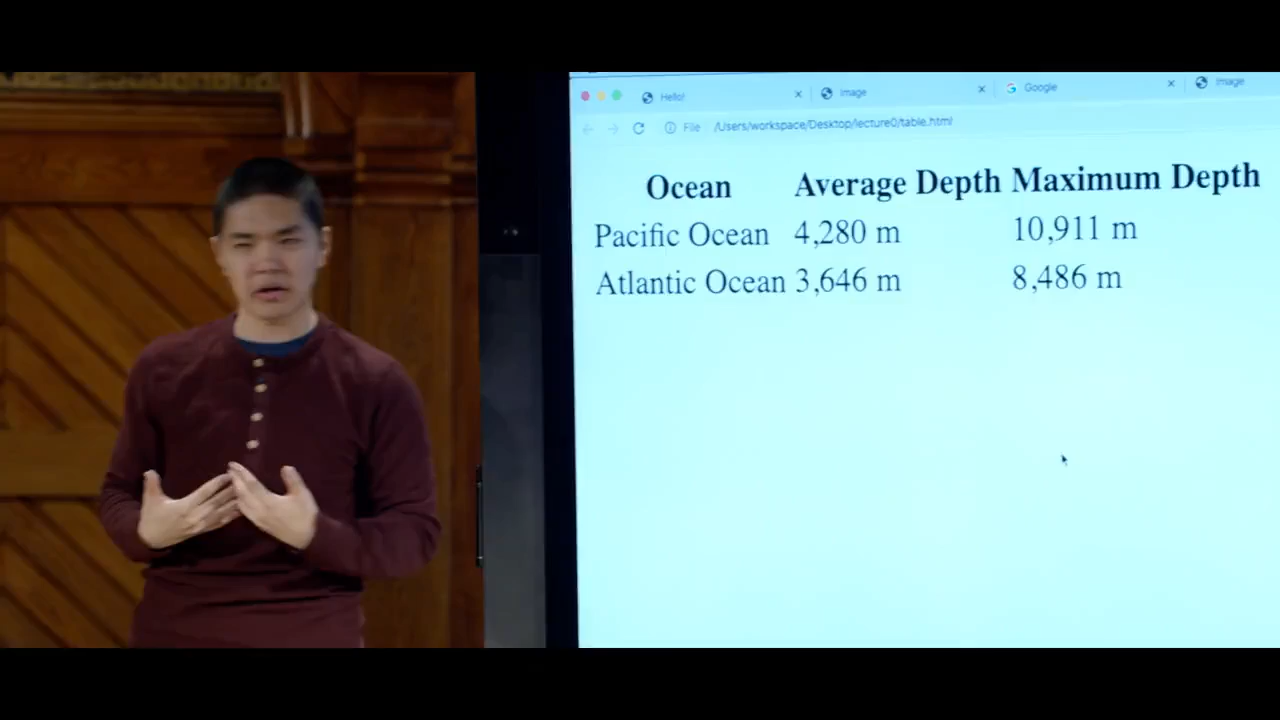 Hello! Image Google Image
File /Users/workspace/Desktop/lecture0/table.html
Ocean Average Depth Maximum Depth
Pacific Ocean 4,280 m 10,911 m
Atlantic Ocean 3,646 m 8,486 m